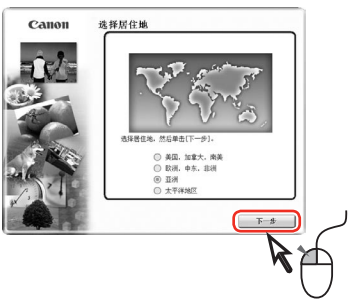 Canon
选择居住地
选择居住地，然后单击[下一步]。
美国、加拿大、南美
欧洲、中东、非洲
亚洲
太平洋地区
下一步